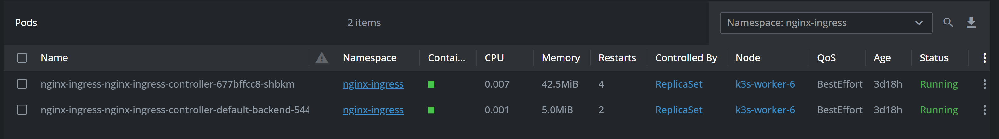 Pods 2 items Namespace: nginx-ingress
Name Namespace Contai... CPU Memory Restarts Controlled By Node QoS Age Status
nginx-ingress-nginx-ingress-controller-677bffcc8-shbkm nginx-ingress 0.007 42.5MiB 4 ReplicaSet k3s-worker-6 BestEffort 3d18h Running
nginx-ingress-nginx-ingress-controller-default-backend-544 nginx-ingress 0.001 5.0MiB 2 ReplicaSet k3s-worker-6 BestEffort 3d18h Running